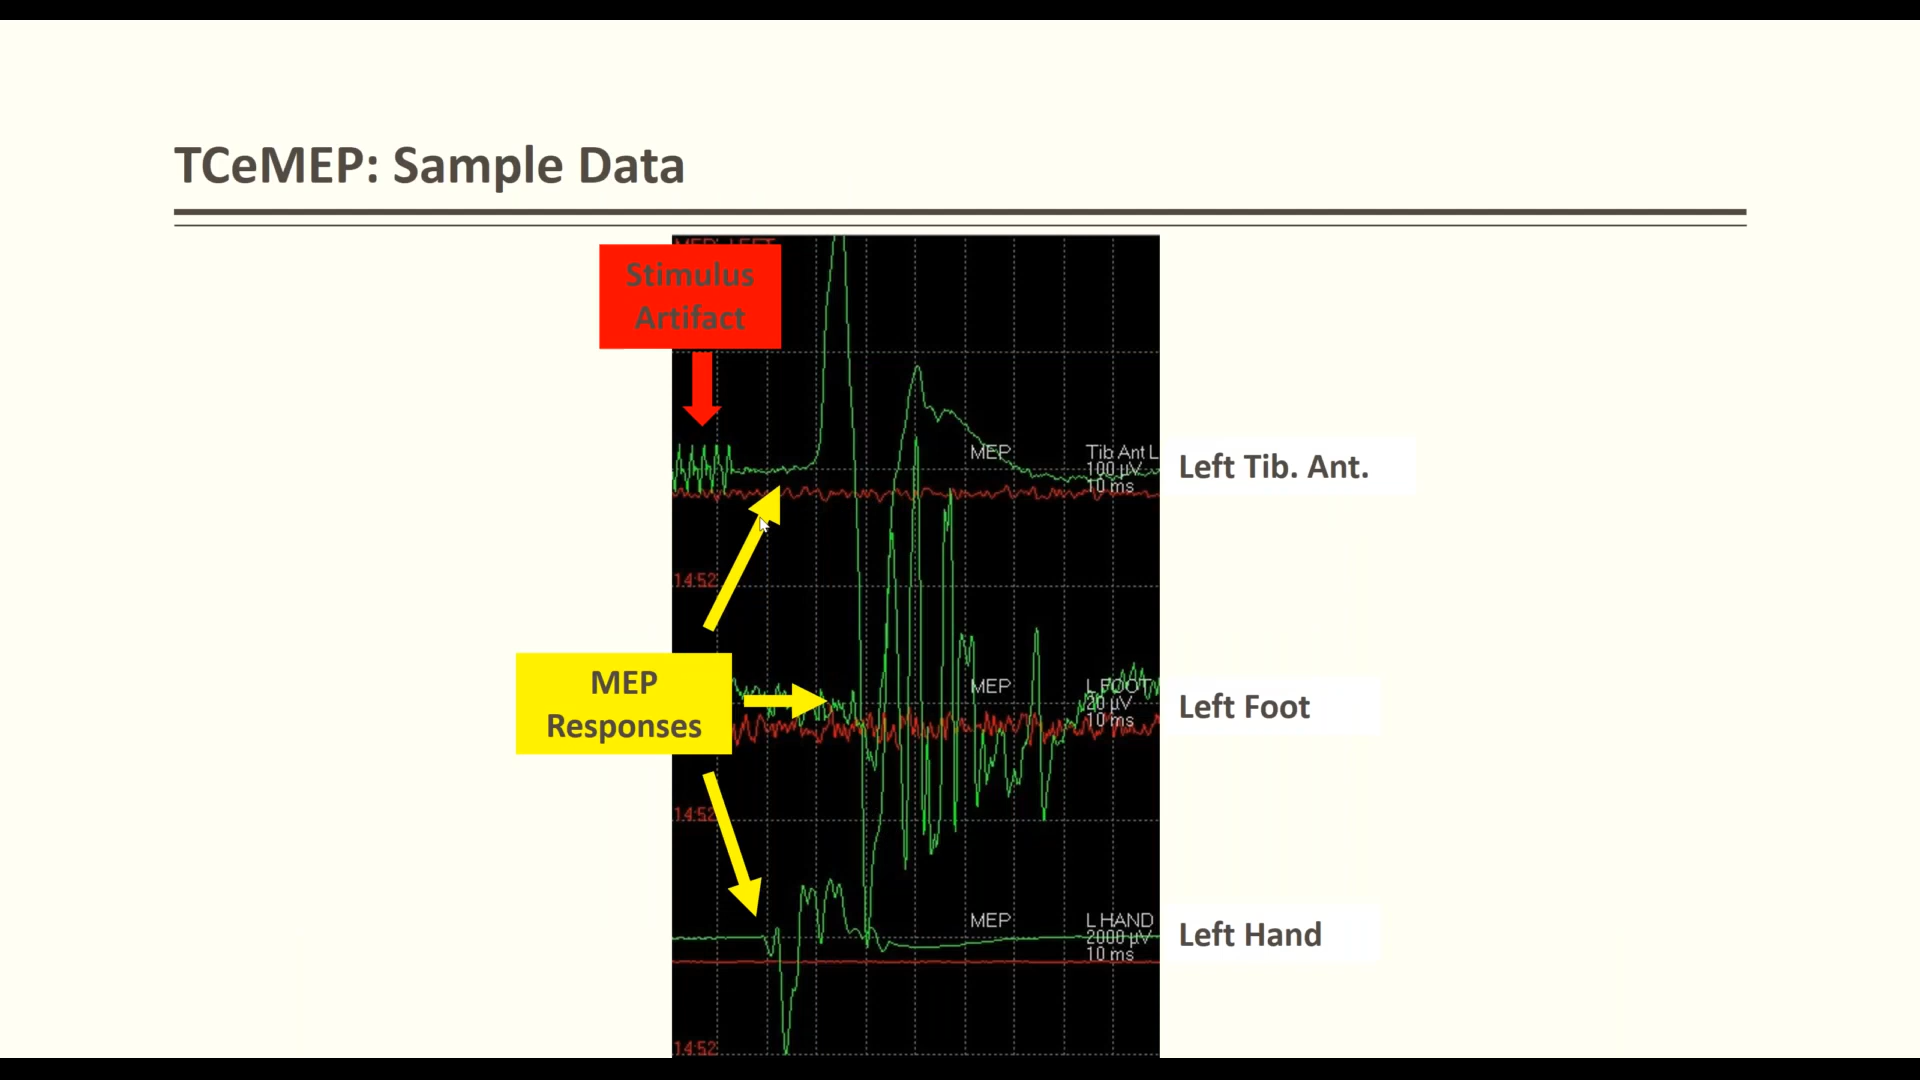 TCeMEP: Sample Data
Stimulus
Artifact
MEP
Tib Ant L
100 µV
10 ms
Left Tib. Ant.
14:52
MEP
Responses
MEP
L FOOT
20 µV
10 ms
Left Foot
14:52
MEP
L HAND
2000 µV
10 ms
Left Hand
14:52